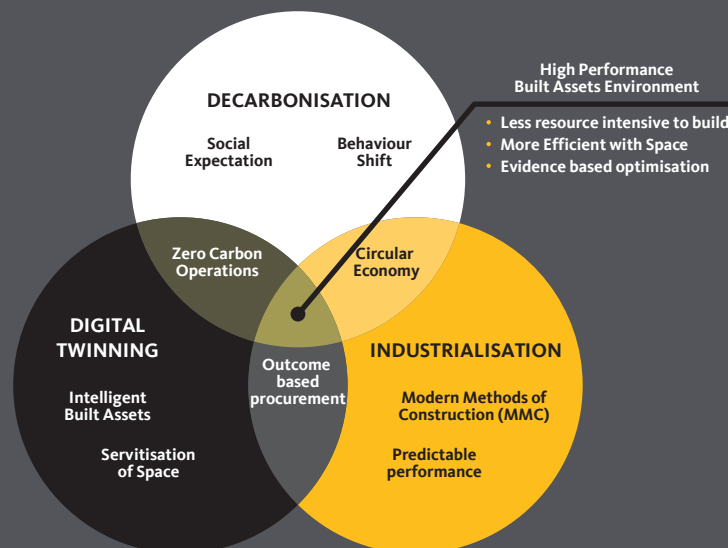 High Performance
Built Assets Environment
• Less resource intensive to build
• More Efficient with Space
• Evidence based optimisation
DECARBONISATION
Social
Expectation
Behaviour
Shift
Zero Carbon
Operations
Circular
Economy
DIGITAL
TWINNING
Intelligent
Built Assets
Servitisation
of Space
Outcome
based
procurement
INDUSTRIALISATION
Modern Methods of
Construction (MMC)
Predictable
performance